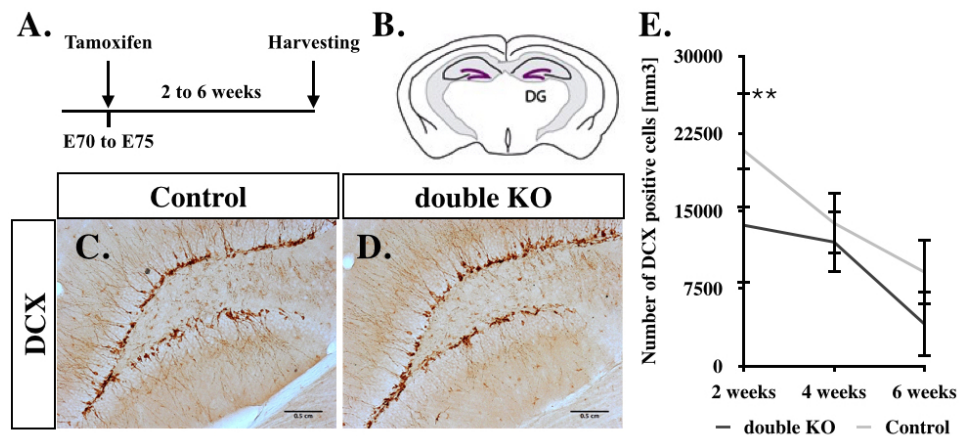 A.
Tamoxifen
Harvesting
2 to 6 weeks
E70 to E75
B.
DG
Control
double KO
DCX
C.
D.
0.5 cm
0.5 cm
E.
Number of DCX positive cells [mm3]
30000
22500
15000
7500
0
**
2 weeks
4 weeks
6 weeks
double KO
Control